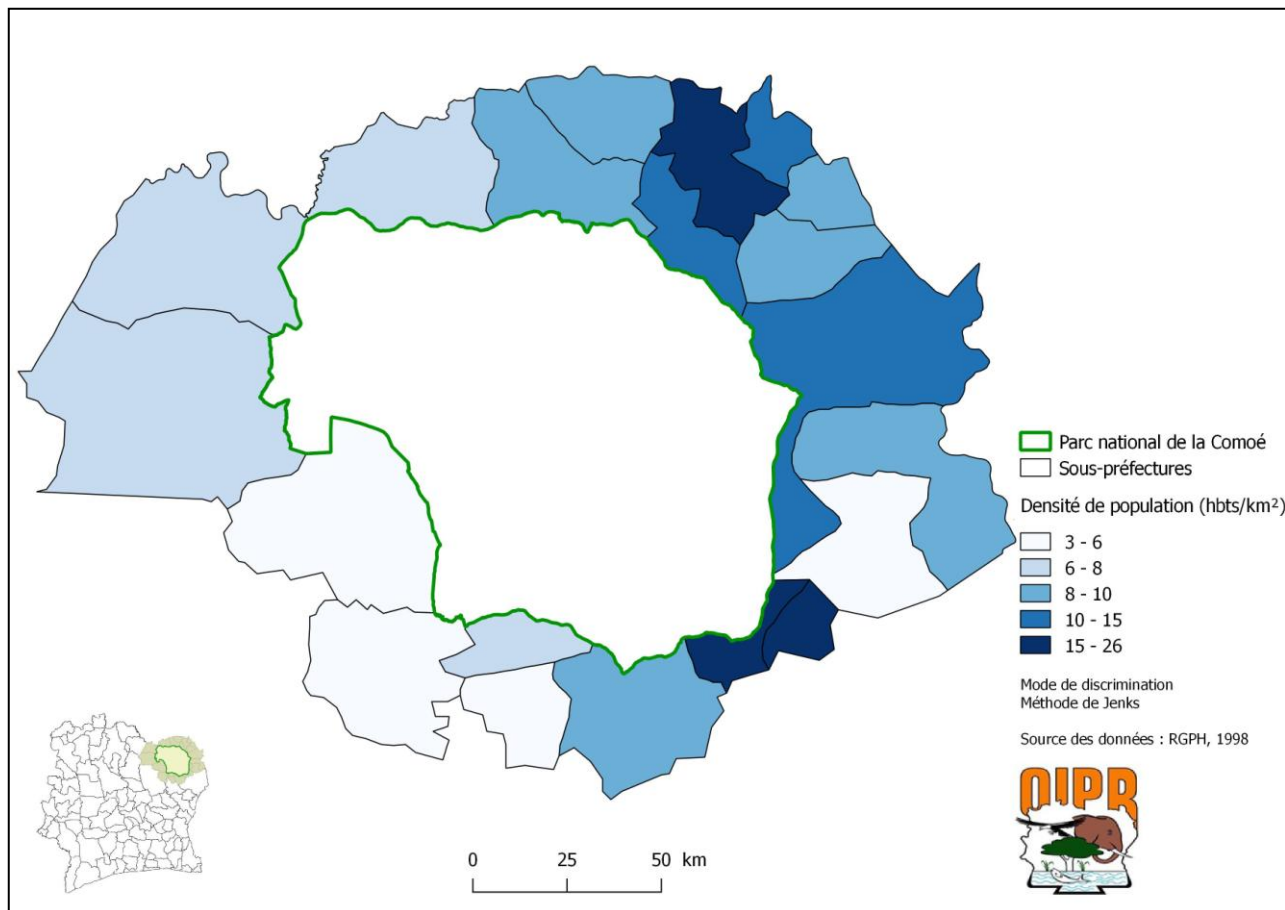 Parc national de la Comoé
Sous-préfectures
Densité de population (hbts/km²)
3 - 6
6 - 8
8 - 10
10 - 15
15 - 26
Mode de discrimination
Méthode de Jenks
Source des données : RGPH, 1998
OIPR
0 25 50 km